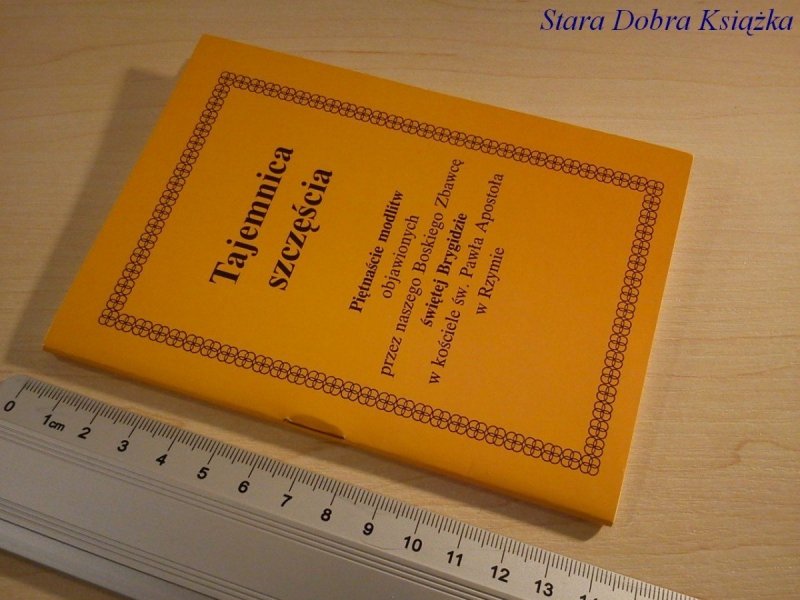 Stara Dobra Książka
Tajemnica
szczęścia
Piętnaście modlitw
objawionych
przez naszego Boskiego Zbawcę
świętej Brygidzie
w kościele św. Pawła Apostoła
w Rzymie
0 1cm 2 3 4 5 6 7 8 9 10 11 12 13